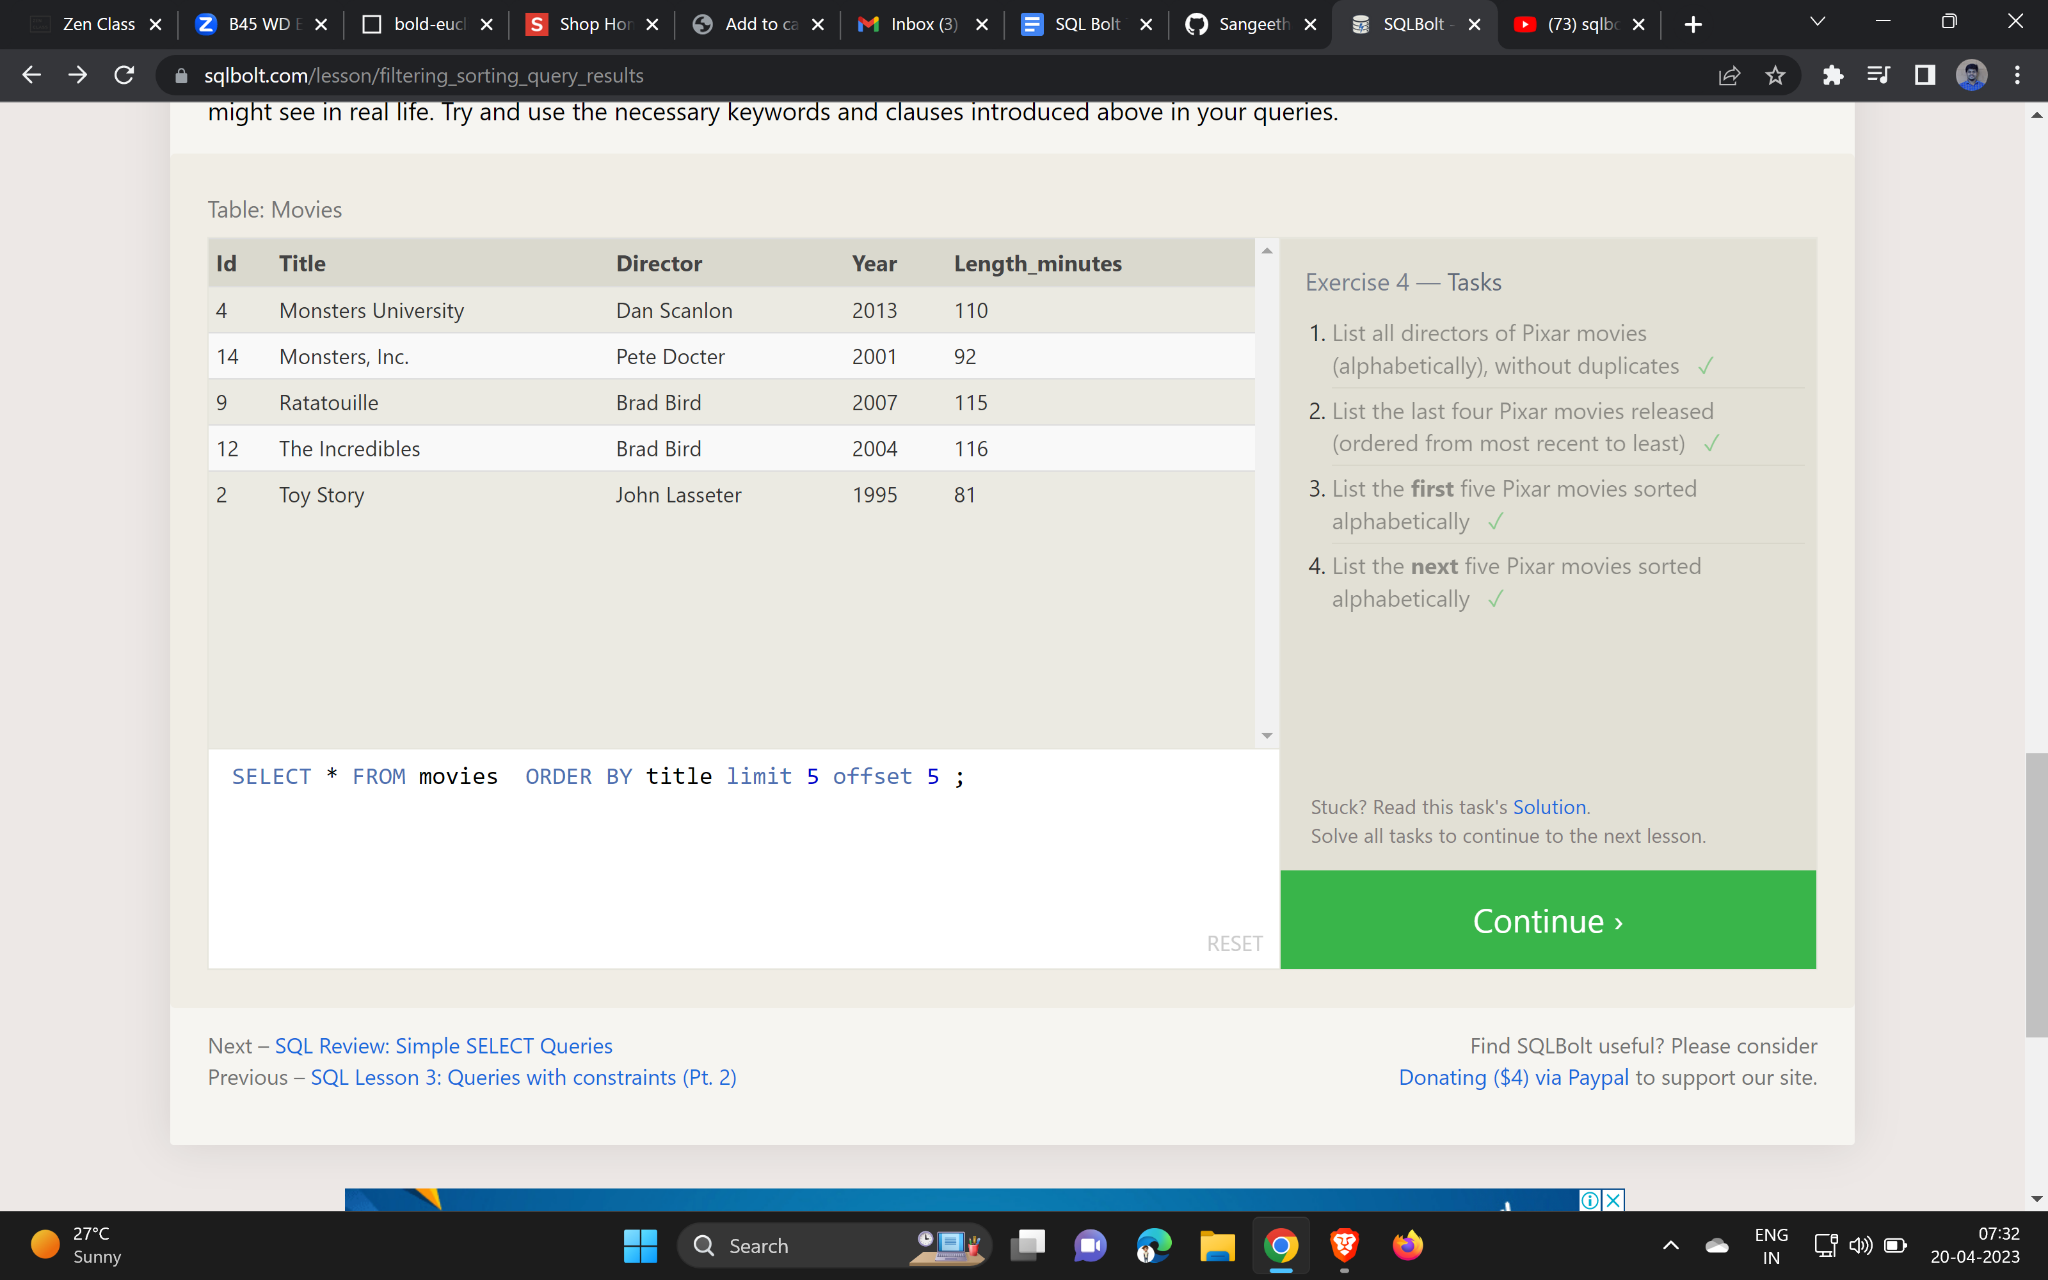 Zen Class
B45 WD E
bold-eucl
Shop Hon
Add to ca
Inbox (3)
SQL Bolt
Sangeeth
SQLBolt -
(73) sqlbo
sqlbolt.com/lesson/filtering_sorting_query_results
might see in real life. Try and use the necessary keywords and clauses introduced above in your queries.
Table: Movies
Id Title Director Year Length_minutes
4 Monsters University Dan Scanlon 2013 110
14 Monsters, Inc. Pete Docter 2001 92
9 Ratatouille Brad Bird 2007 115
12 The Incredibles Brad Bird 2004 116
2 Toy Story John Lasseter 1995 81
SELECT * FROM movies  ORDER BY title limit 5 offset 5 ;
RESET
Exercise 4 — Tasks
1. List all directors of Pixar movies
(alphabetically), without duplicates ✓
2. List the last four Pixar movies released
(ordered from most recent to least) ✓
3. List the first five Pixar movies sorted
alphabetically ✓
4. List the next five Pixar movies sorted
alphabetically ✓
Stuck? Read this task's Solution.
Solve all tasks to continue to the next lesson.
Continue ›
Next – SQL Review: Simple SELECT Queries
Previous – SQL Lesson 3: Queries with constraints (Pt. 2)
Find SQLBolt useful? Please consider
Donating ($4) via Paypal to support our site.
27°C
Sunny
Search
ENG
IN
07:32
20-04-2023